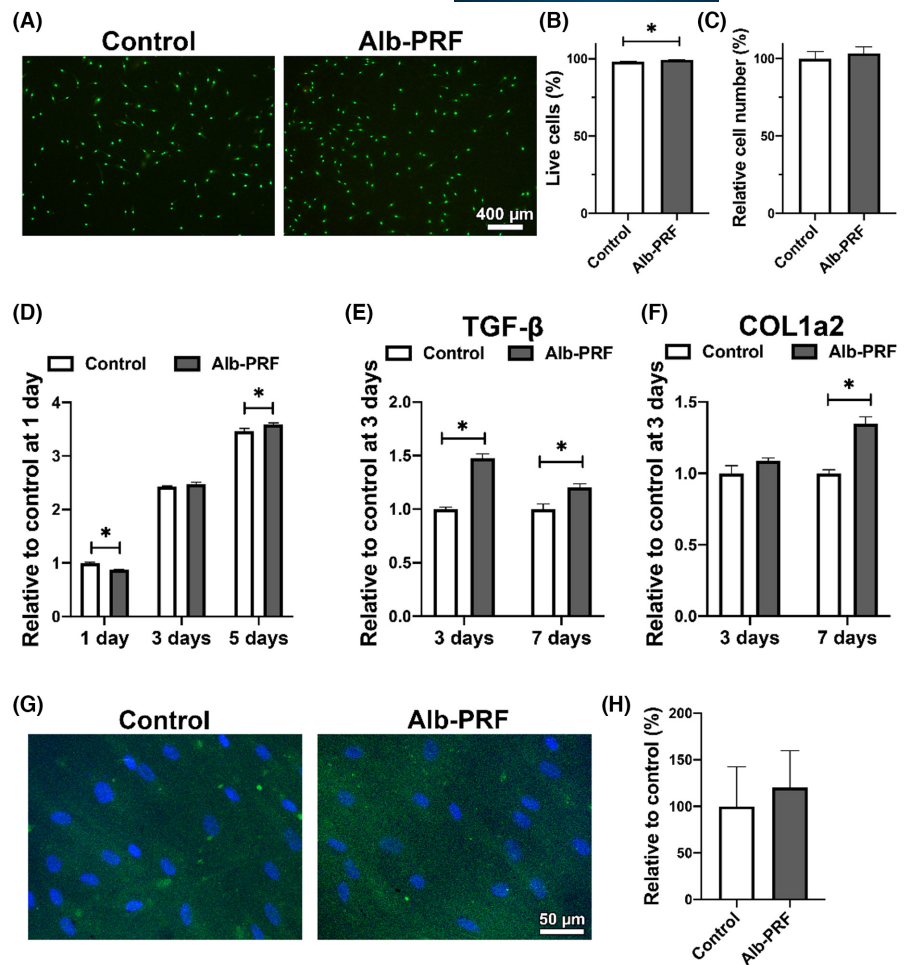 (A)
Control
Alb-PRF
400 µm
(B)
Live cells (%)
100
50
0
*
Control
Alb-PRF
(C)
Relative cell number (%)
100
50
0
Control
Alb-PRF
(D)
Control
Alb-PRF
Relative to control at 1 day
4
3
2
1
0
*
*
1 day
3 days
5 days
(E)
TGF-β
Control
Alb-PRF
Relative to control at 3 days
2.0
1.5
1.0
0.5
0.0
*
*
3 days
7 days
(F)
COL1a2
Control
Alb-PRF
Relative to control at 3 days
1.5
1.0
0.5
0.0
*
3 days
7 days
(G)
Control
Alb-PRF
50 µm
(H)
Relative to control (%)
200
150
100
50
0
Control
Alb-PRF